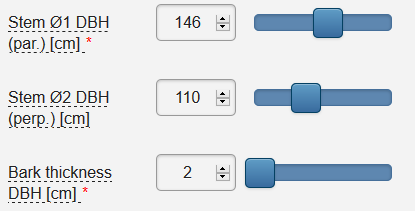 Stem Ø1 DBH 146
(par.) [cm] *
Stem Ø2 DBH 110
(perp.) [cm]
Bark thickness 2
DBH [cm] *